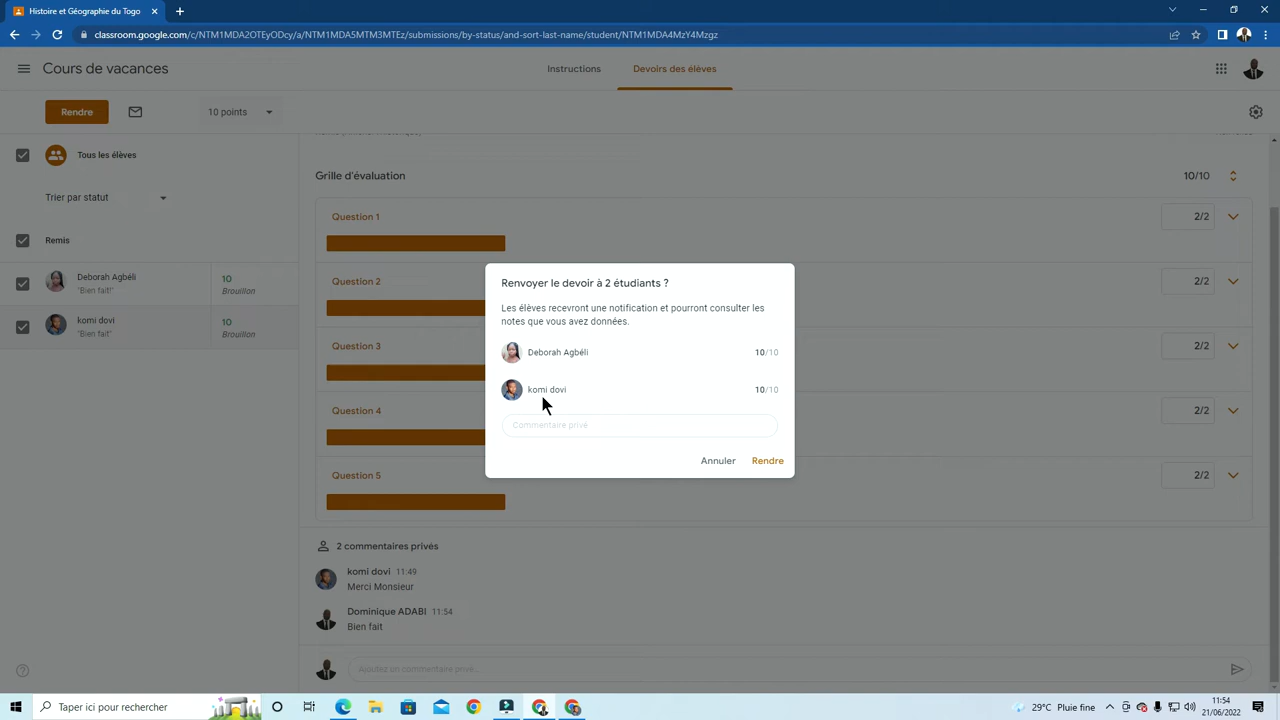 Histoire et Géographie du Togo
classroom.google.com/c/NTM1MDA2OTEyODcy/a/NTM1MDA5MTM3MTEz/submissions/by-status/and-sort-last-name/student/NTM1MDA4MzY4Mzgz
Cours de vacances
Instructions
Devoirs des élèves
Rendre
10 points
Tous les élèves
Trier par statut
Remis
Deborah Agbéli
"Bien fait!"
10
Brouillon
komi dovi
"Bien fait"
10
Brouillon
Grille d'évaluation
10/10
Question 1
2/2
Question 2
2/2
Question 3
2/2
Question 4
2/2
Question 5
2/2
Renvoyer le devoir à 2 étudiants ?
Les élèves recevront une notification et pourront consulter les
notes que vous avez données.
Deborah Agbéli
10/10
komi dovi
10/10
Commentaire privé
Annuler
Rendre
2 commentaires privés
komi dovi 11:49
Merci Monsieur
Dominique ADABI 11:54
Bien fait
Ajoutez un commentaire privé...
Taper ici pour rechercher
29°C Pluie fine
11:54
21/06/2022